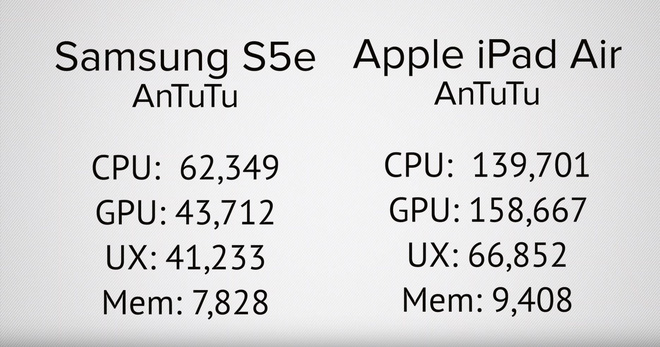 Samsung S5e
AnTuTu
CPU: 62,349
GPU: 43,712
UX: 41,233
Mem: 7,828
Apple iPad Air
AnTuTu
CPU: 139,701
GPU: 158,667
UX: 66,852
Mem: 9,408